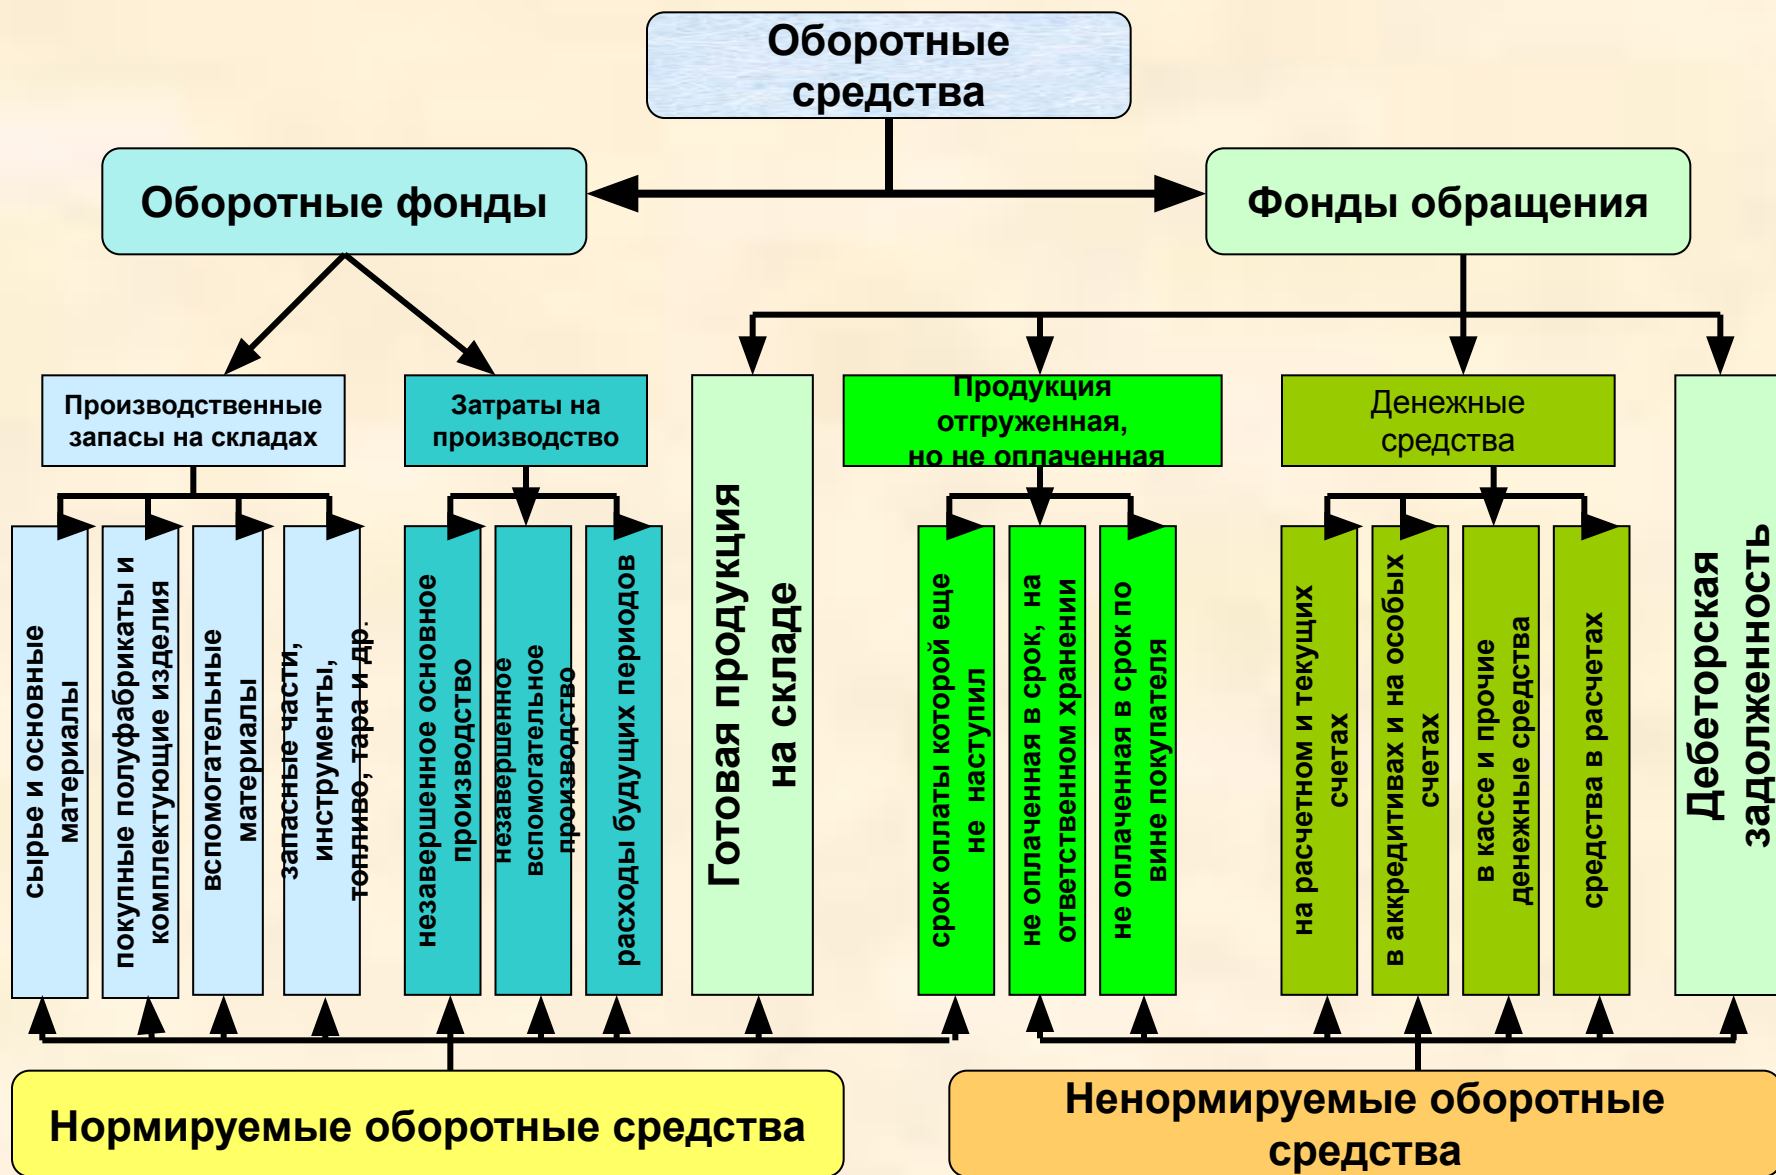 Оборотные
средства
Оборотные фонды
Фонды обращения
Производственные
запасы на складах
Затраты на
производство
Готовая продукция
на складе
Продукция
отгруженная,
но не оплаченная
Денежные
средства
Дебеторская
задолженность
сырье и основные
материалы
покупные полуфабрикаты и
комплектующие изделия
вспомогательные
материалы
запасные части,
инструменты,
топливо, тара и др.
незавершенное основное
производство
незавершенное
вспомогательное
производство
расходы будущих периодов
срок оплаты которой еще
не наступил
не оплаченная в срок, на
ответственном хранении
не оплаченная в срок по
вине покупателя
на расчетном и текущих
счетах
в аккредитивах и на особых
счетах
в кассе и прочие
денежные средства
средства в расчетах
Нормируемые оборотные средства
Ненормируемые оборотные
средства